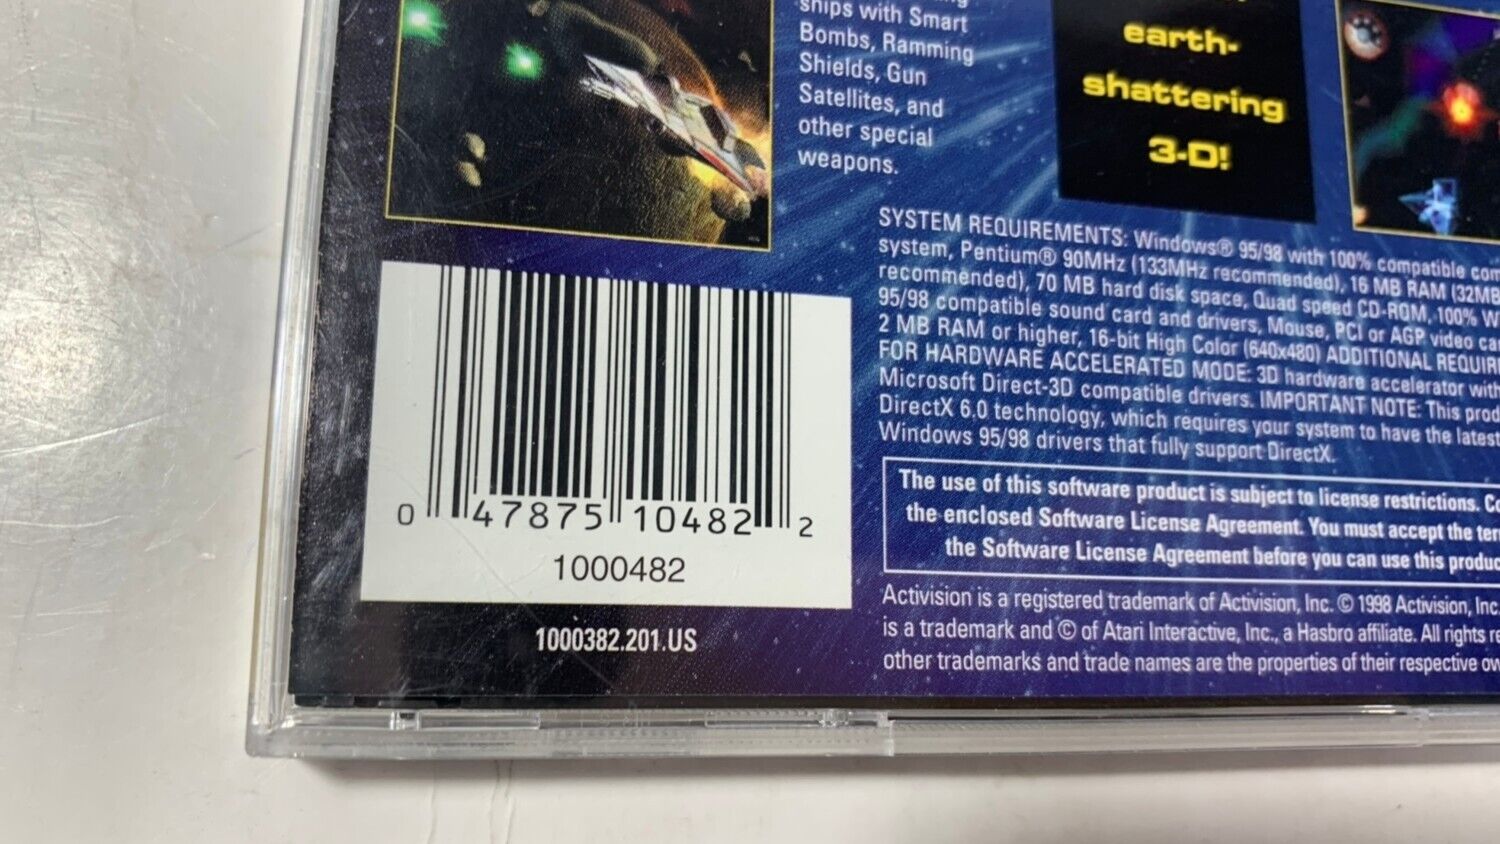 ships with Smart
Bombs, Ramming
Shields, Gun
Satellites, and
other special
weapons.
earth-
shattering
3-D!
SYSTEM REQUIREMENTS: Windows® 95/98 with 100% compatible
system, Pentium® 90MHz (133MHz recommended), 16 MB RAM (32MB
recommended), 70 MB hard disk space, Quad speed CD-ROM, 100%
95/98 compatible sound card and drivers, Mouse, PCI or AGP video
2 MB RAM or higher, 16-bit High Color (640x480) ADDITIONAL
FOR HARDWARE ACCELERATED MODE: 3D hardware accelerator with
Microsoft Direct-3D compatible drivers. IMPORTANT NOTE: This
DirectX 6.0 technology, which requires your system to have the latest
Windows 95/98 drivers that fully support DirectX.
The use of this software product is subject to license restrictions.
the enclosed Software License Agreement. You must accept the
the Software License Agreement before you can use this
Activision is a registered trademark of Activision, Inc. © 1998 Activision, Inc.
is a trademark and © of Atari Interactive, Inc., a Hasbro affiliate. All rights
other trademarks and trade names are the properties of their respective
0 47875 10482 2
1000482
1000382.201.US